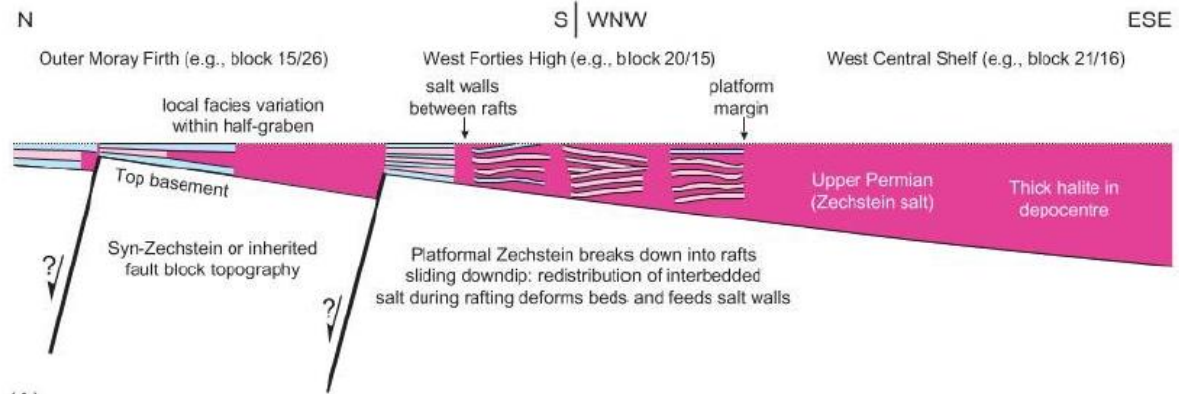 N
S | WNW
ESE
Outer Moray Firth (e.g., block 15/26)
West Forties High (e.g., block 20/15)
West Central Shelf (e.g., block 21/16)
local facies variation
within half-graben
salt walls
between rafts
platform
margin
Top basement
Upper Permian
(Zechstein salt)
Thick halite in
depocentre
Syn-Zechstein or inherited
fault block topography
Platformal Zechstein breaks down into rafts
sliding downdip: redistribution of interbedded
salt during rafting deforms beds and feeds salt walls
?
?